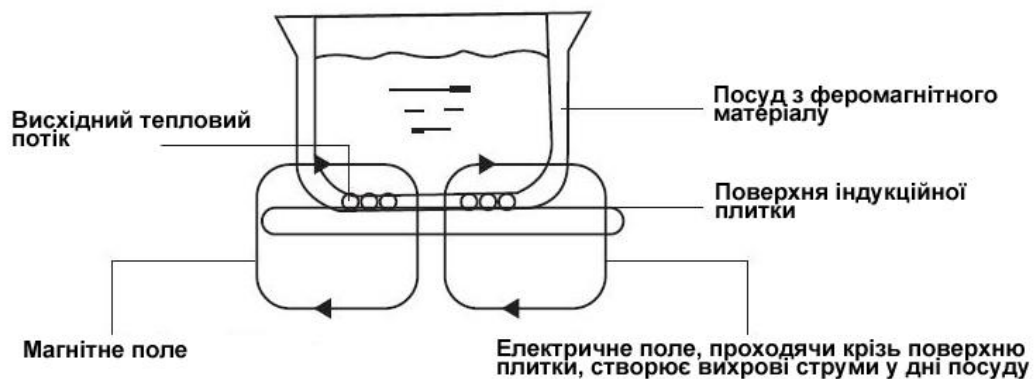 Висхідний тепловий
потік
Посуд з феромагнітного
матеріалу
Поверхня індукційної
плитки
Магнітне поле
Електричне поле, проходячи крізь поверхню
плитки, створює вихрові струми у дні посуду